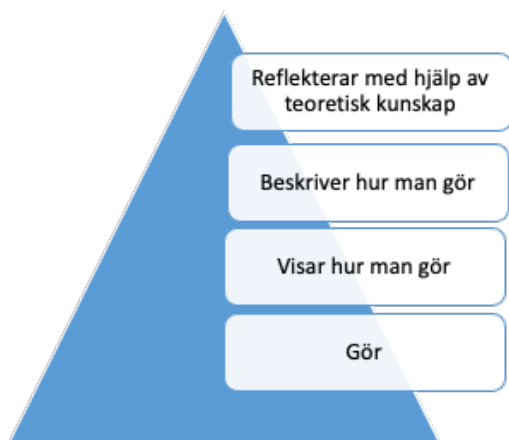 Reflekterar med hjälp av
teoretisk kunskap
Beskriver hur man gör
Visar hur man gör
Gör